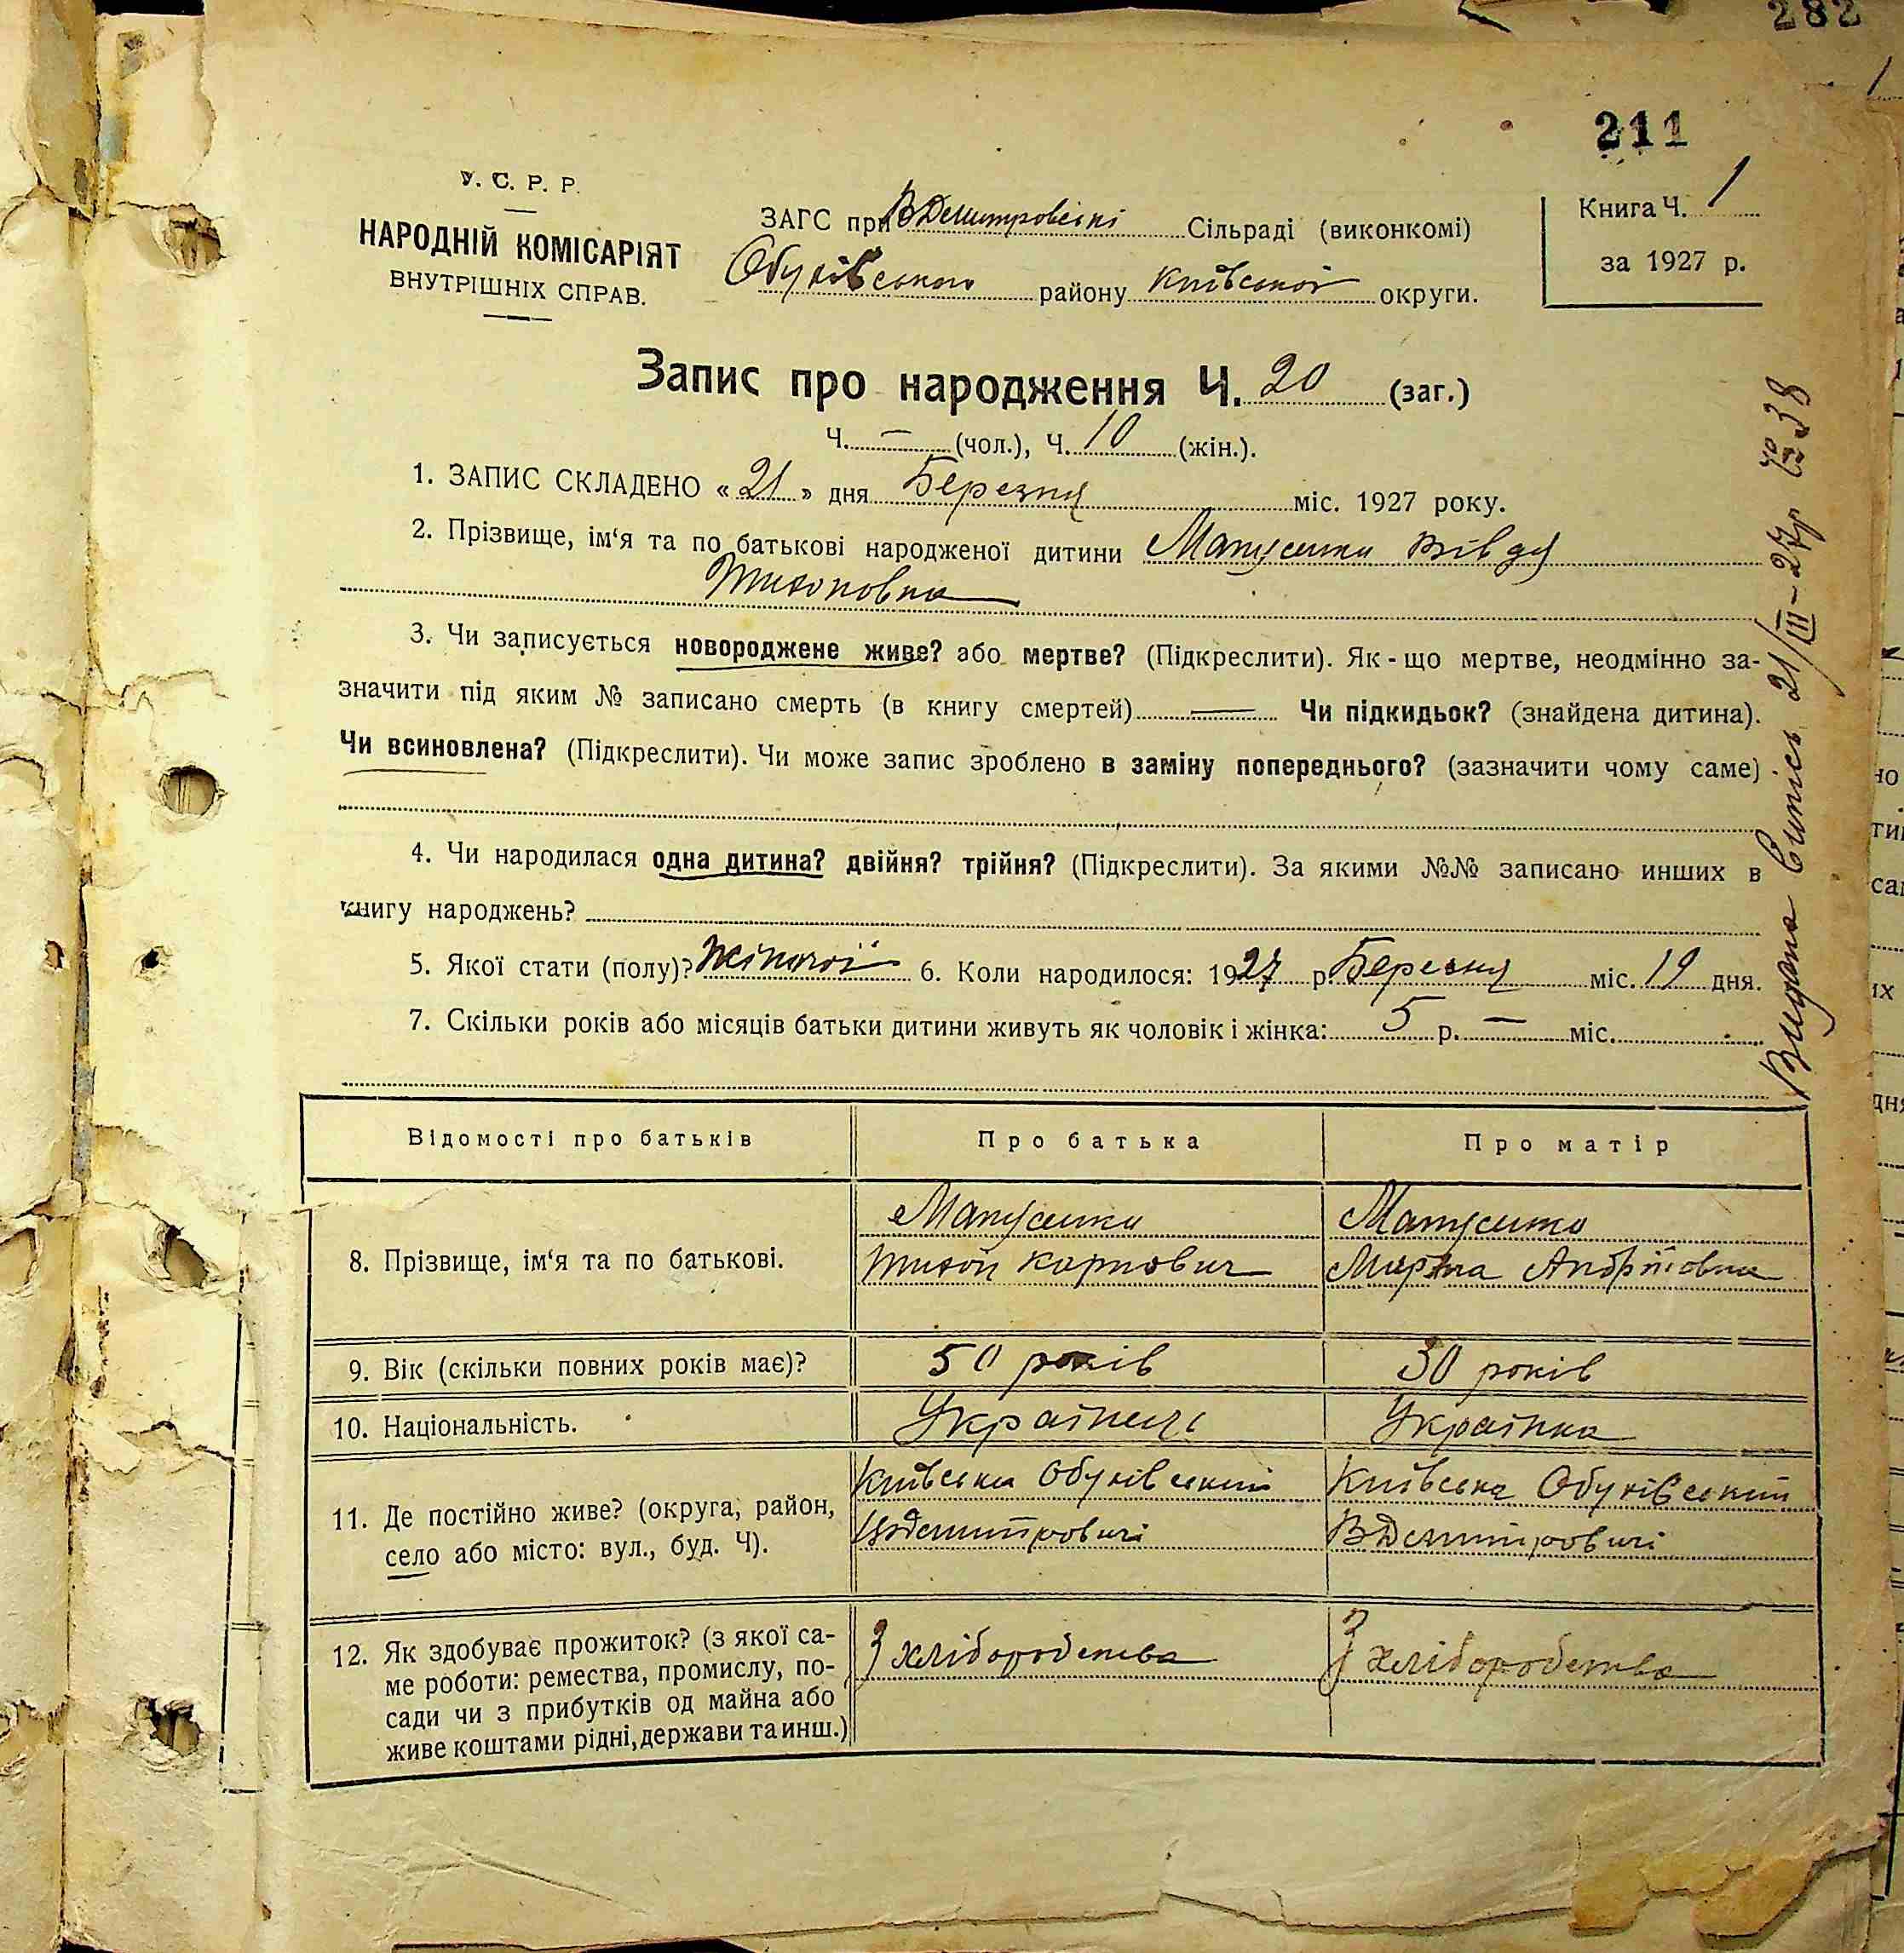 282
211
У. С. Р. Р.
НАРОДНІЙ КОМІСАРІЯТ
ВНУТРІШНІХ СПРАВ.
ЗАГС при ВДемитровскі Сільраді (виконкомі)
Обухівського району Київської округи.
Книга Ч. 1
за 1927 р.
Запис про народження Ч. 20 (заг.)
Ч. — (чол.), Ч. 10 (жін.).
1. ЗАПИС СКЛАДЕНО « 21 » дня Березня міс. 1927 року.
2. Прізвище, ім‘я та по батькові народженої дитини Матусенко Вівдя
Тихоновна
3. Чи записується новороджене живе? або мертве? (Підкреслити). Як-що мертве, неодмінно за-
значити під яким № записано смерть (в книгу смертей) — Чи підкидьок? (знайдена дитина).
Чи всиновлена? (Підкреслити). Чи може запис зроблено в заміну попереднього? (зазначити чому саме)
4. Чи народилася одна дитина? двійня? трійня? (Підкреслити). За якими №№ записано инших в
книгу народжень?
5. Якої стати (полу)? Жіночої 6. Коли народилося: 1927 р. Березня міс. 19 дня.
7. Скільки років або місяців батьки дитини живуть як чоловік і жінка: 5 р. — міс.
Видана випись 21/III-27р № 38
Відомості про батьків Про батька Про матір
8. Прізвище, ім‘я та по батькові.
Матусенко
Тихон Карпович
Матусенко
Марта Андріївна
9. Вік (скільки повних років має)? 50 років 30 років
10. Національність. Українець Українка
11. Де постійно живе? (округа, район,
село або місто: вул., буд. Ч).
Київська Обухівський
ВДемитровичі
Київська Обухівський
ВДемитровичі
12. Як здобуває прожиток? (з якої са-
ме роботи: ремества, промислу, по-
сади чи з прибутків од майна або
живе коштами рідні, держави та инш.)
З хліборобства
З хліборобства